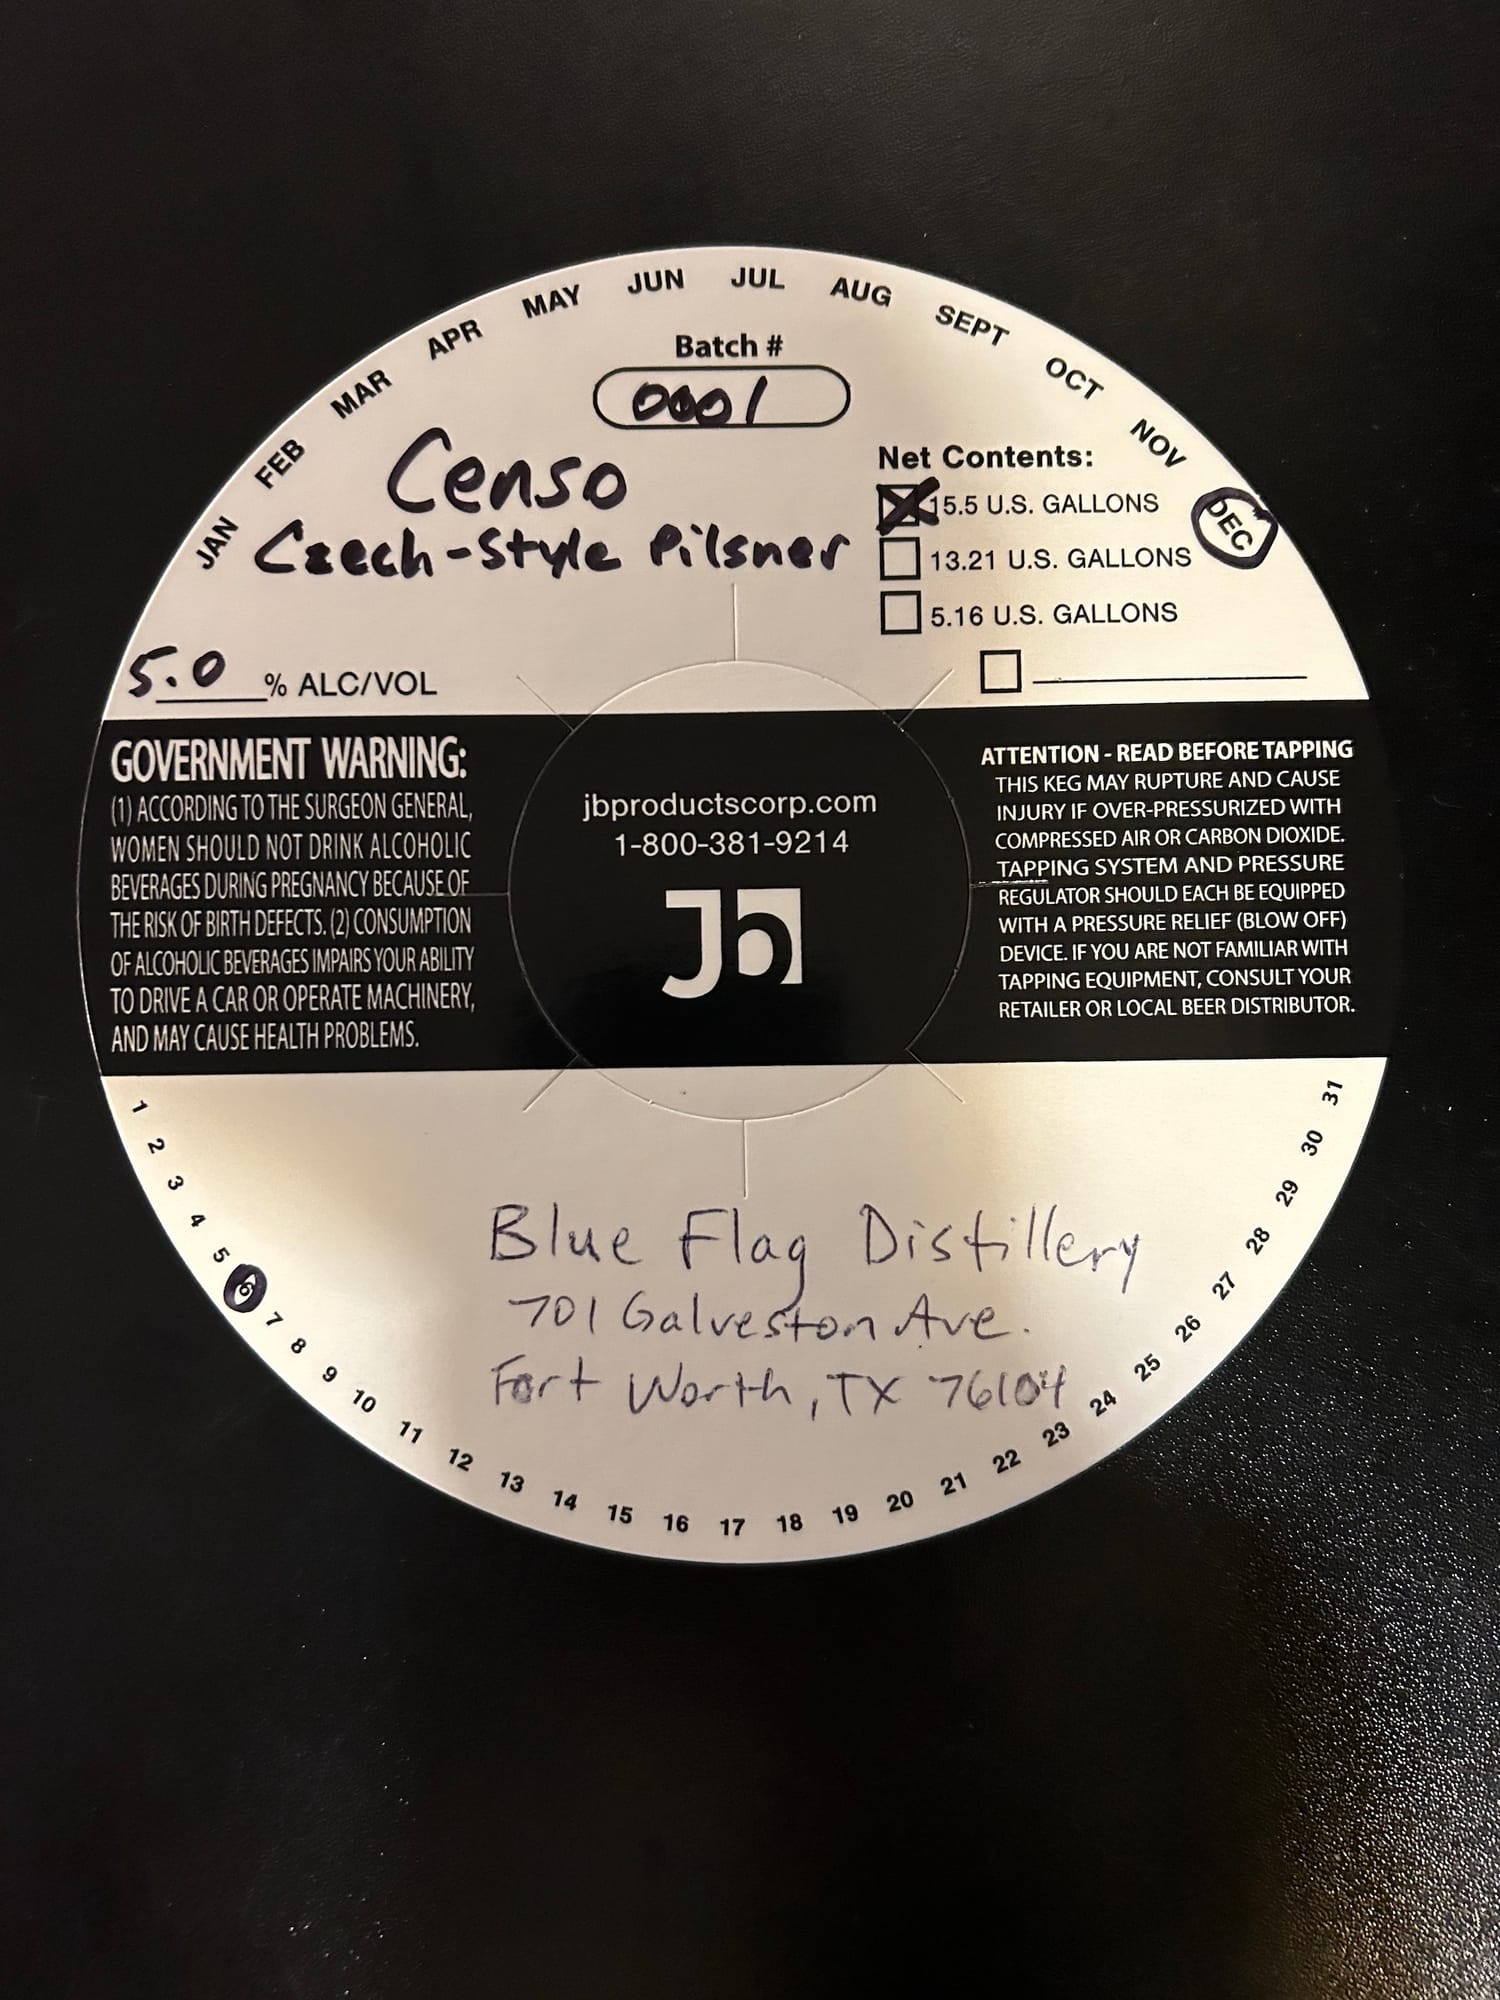 JAN FEB MAR APR MAY JUN JUL AUG SEPT OCT NOV DEC
Batch #
0001
Censo
Czech-Style Pilsner
Net Contents:
15.5 U.S. GALLONS
13.21 U.S. GALLONS
5.16 U.S. GALLONS
5.0 % ALC/VOL
GOVERNMENT WARNING:
(1) ACCORDING TO THE SURGEON GENERAL,
WOMEN SHOULD NOT DRINK ALCOHOLIC
BEVERAGES DURING PREGNANCY BECAUSE OF
THE RISK OF BIRTH DEFECTS. (2) CONSUMPTION
OF ALCOHOLIC BEVERAGES IMPAIRS YOUR ABILITY
TO DRIVE A CAR OR OPERATE MACHINERY,
AND MAY CAUSE HEALTH PROBLEMS.
jbproductscorp.com
1-800-381-9214
Jb
ATTENTION - READ BEFORE TAPPING
THIS KEG MAY RUPTURE AND CAUSE
INJURY IF OVER-PRESSURIZED WITH
COMPRESSED AIR OR CARBON DIOXIDE.
TAPPING SYSTEM AND PRESSURE
REGULATOR SHOULD EACH BE EQUIPPED
WITH A PRESSURE RELIEF (BLOW OFF)
DEVICE. IF YOU ARE NOT FAMILIAR WITH
TAPPING EQUIPMENT, CONSULT YOUR
RETAILER OR LOCAL BEER DISTRIBUTOR.
Blue Flag Distillery
701 Galveston Ave.
Fort Worth, TX 76104
1 2 3 4 5 6 7 8 9 10 11 12 13 14 15 16 17 18 19 20 21 22 23 24 25 26 27 28 29 30 31